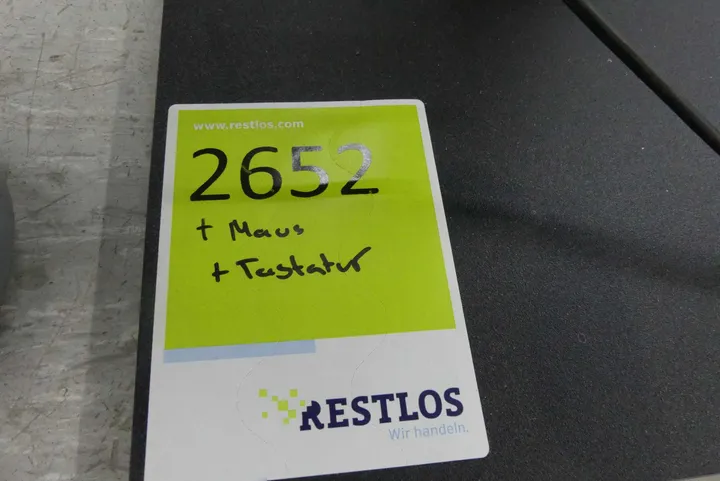 www.restlos.com
2652
+ Maus
+ Tastatur
RESTLOS
Wir handeln.